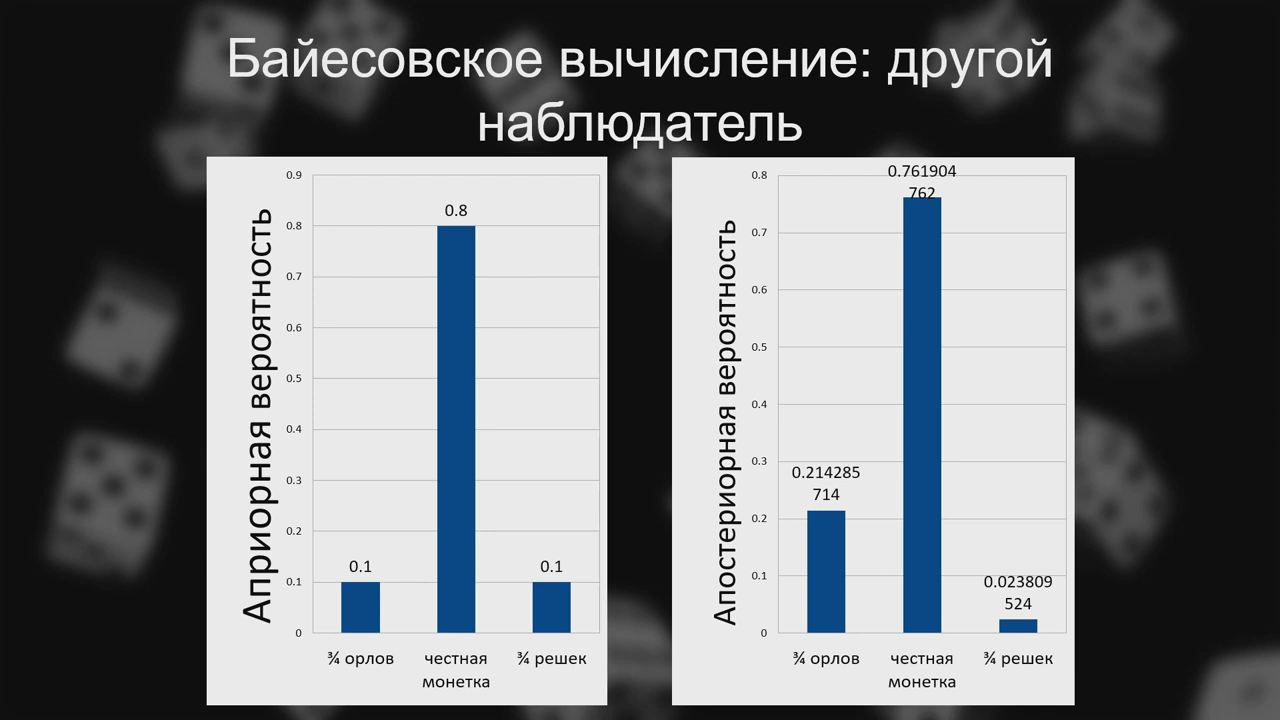 Байесовское вычисление: другой
наблюдатель
Априорная вероятность
0.9
0.8
0.7
0.6
0.5
0.4
0.3
0.2
0.1
0
0.1
0.8
0.1
¾ орлов
честная
монетка
¾ решек
Апостериорная вероятность
0.8
0.7
0.6
0.5
0.4
0.3
0.2
0.1
0
0.214285
714
0.761904
762
0.023809
524
¾ орлов
честная
монетка
¾ решек